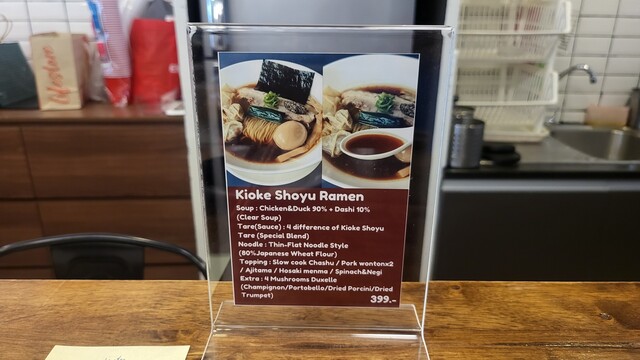 Kioke Shoyu Ramen
Soup : Chicken&Duck 90% + Dashi 10%
(Clear Soup)
Tare(Sauce) : 4 difference of Kioke Shoyu
Tare (Special Blend)
Noodle : Thin-Flat Noodle Style
(80%Japanese Wheat Flour)
Topping : Slow cook Chashu / Pork wontonx2
/ Ajitama / Hosaki menma / Spinach&Negi
Extra : 4 Mushrooms Duxelle
(Champignon/Portobello/Dried Porcini/Dried
Trumpet)
399.-